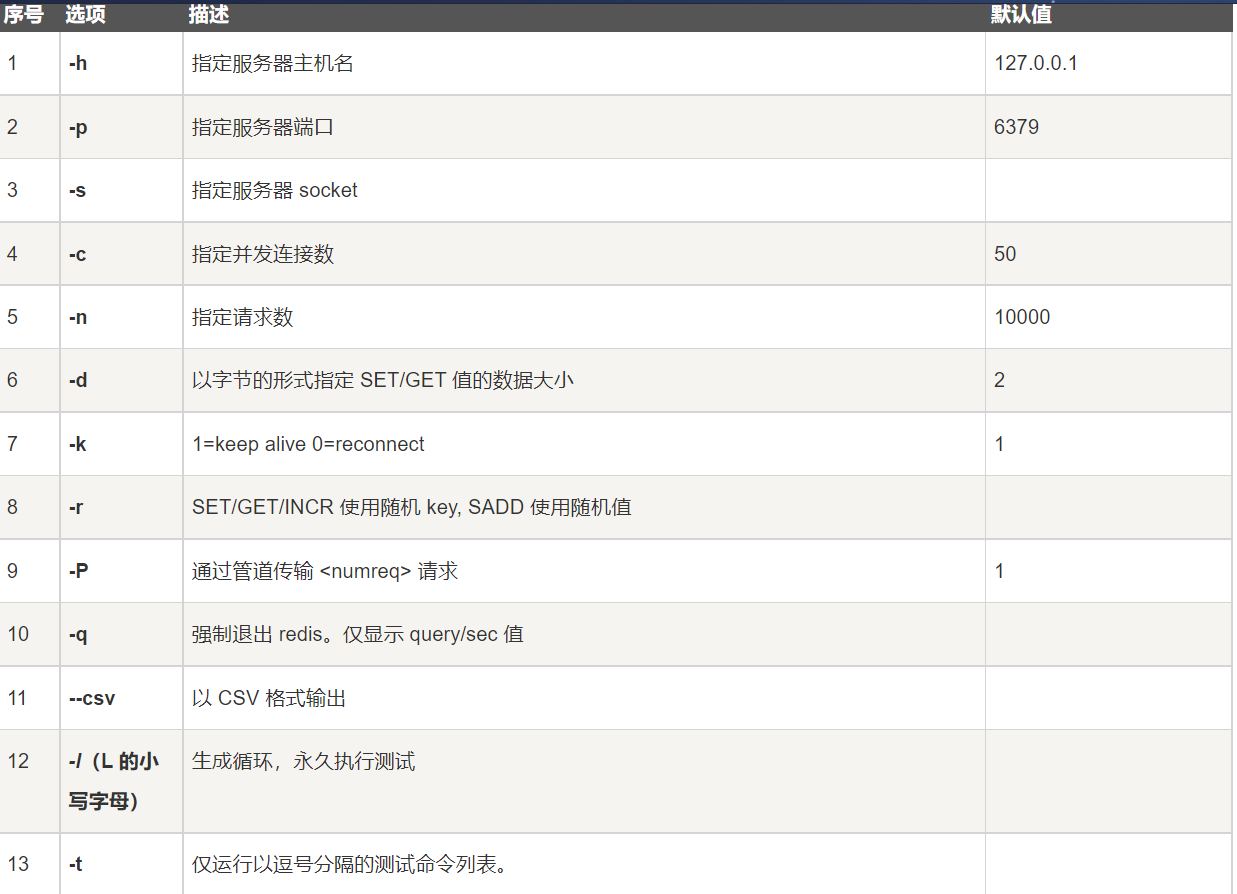 序号 选项 描述 默认值
1 -h 指定服务器主机名 127.0.0.1
2 -p 指定服务器端口 6379
3 -s 指定服务器 socket
4 -c 指定并发连接数 50
5 -n 指定请求数 10000
6 -d 以字节的形式指定 SET/GET 值的数据大小 2
7 -k 1=keep alive 0=reconnect 1
8 -r SET/GET/INCR 使用随机 key, SADD 使用随机值
9 -P 通过管道传输 <numreq> 请求 1
10 -q 强制退出 redis。仅显示 query/sec 值
11 --csv 以 CSV 格式输出
12 -l（L 的小 生成循环，永久执行测试
写字母）
13 -t 仅运行以逗号分隔的测试命令列表。